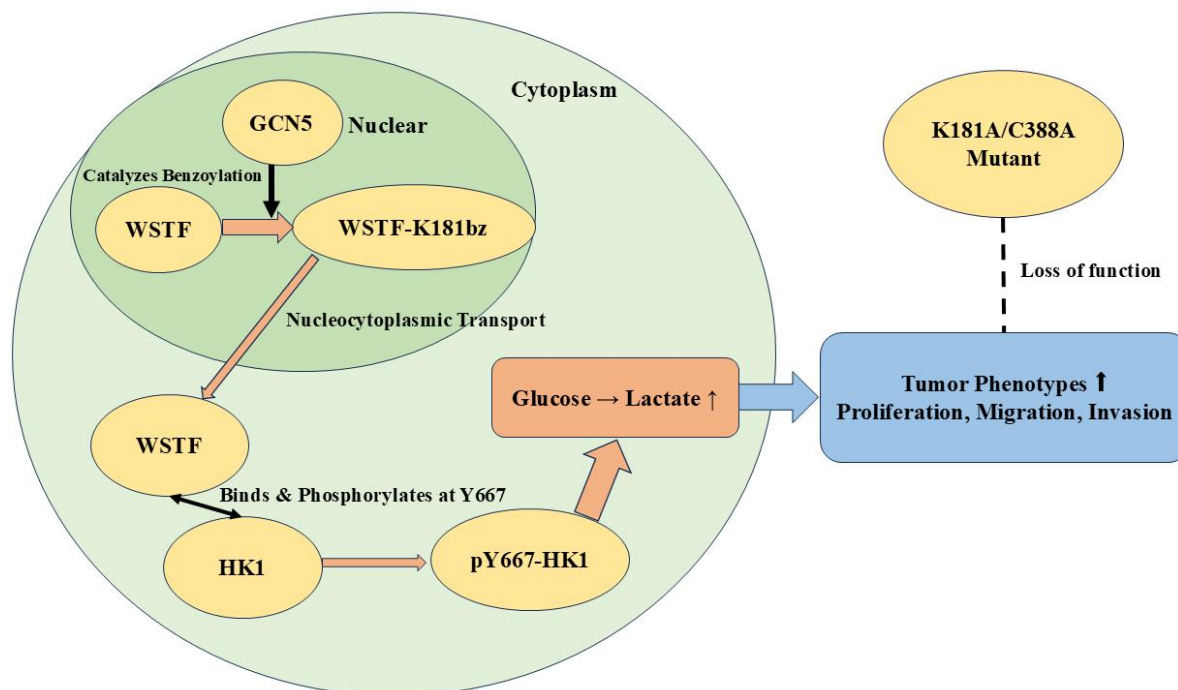 Cytoplasm
GCN5
Nuclear
Catalyzes Benzoylation
WSTF
WSTF-K181bz
Nucleocytoplasmic Transport
WSTF
Binds & Phosphorylates at Y667
HK1
pY667-HK1
Glucose → Lactate ↑
K181A/C388A
Mutant
Loss of function
Tumor Phenotypes ⬆
Proliferation, Migration, Invasion